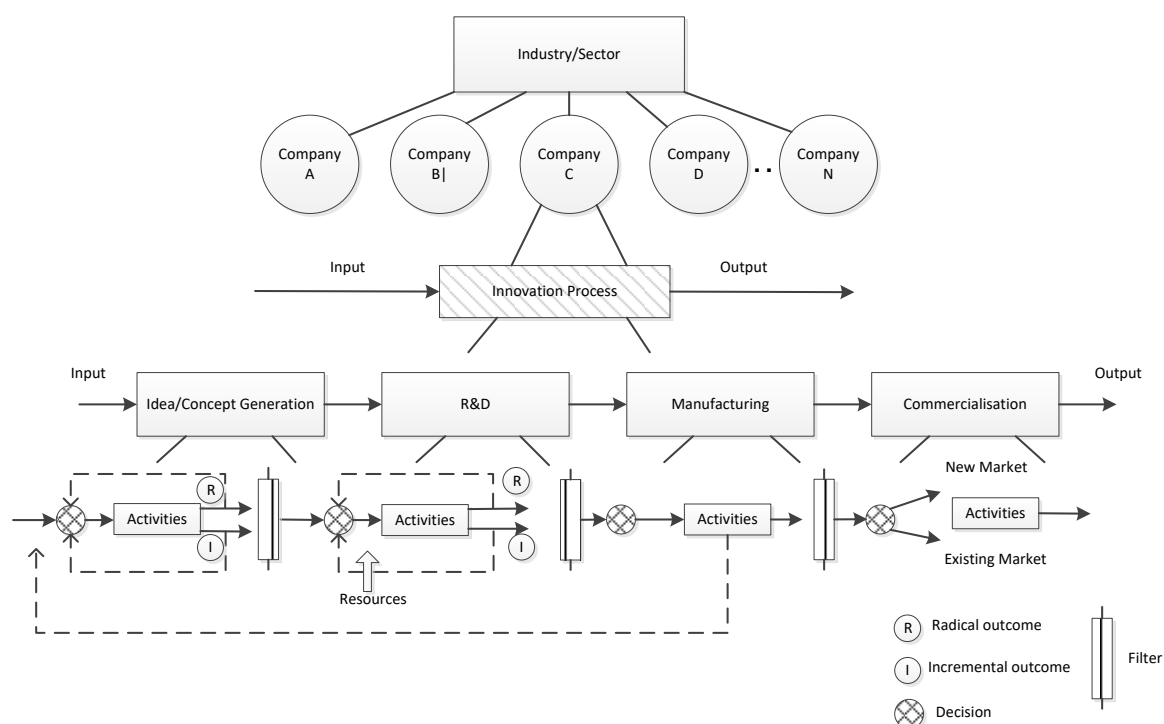 Industry/Sector
Company
A
Company
B|
Company
C
Company
D
. .
Company
N
Input
Output
Innovation Process
Input
Output
Idea/Concept Generation
R&D
Manufacturing
Commercialisation
New Market
R
R
Activities
Activities
Activities
Activities
I
I
Existing Market
Resources
R
Radical outcome
Filter
I
Incremental outcome
Decision